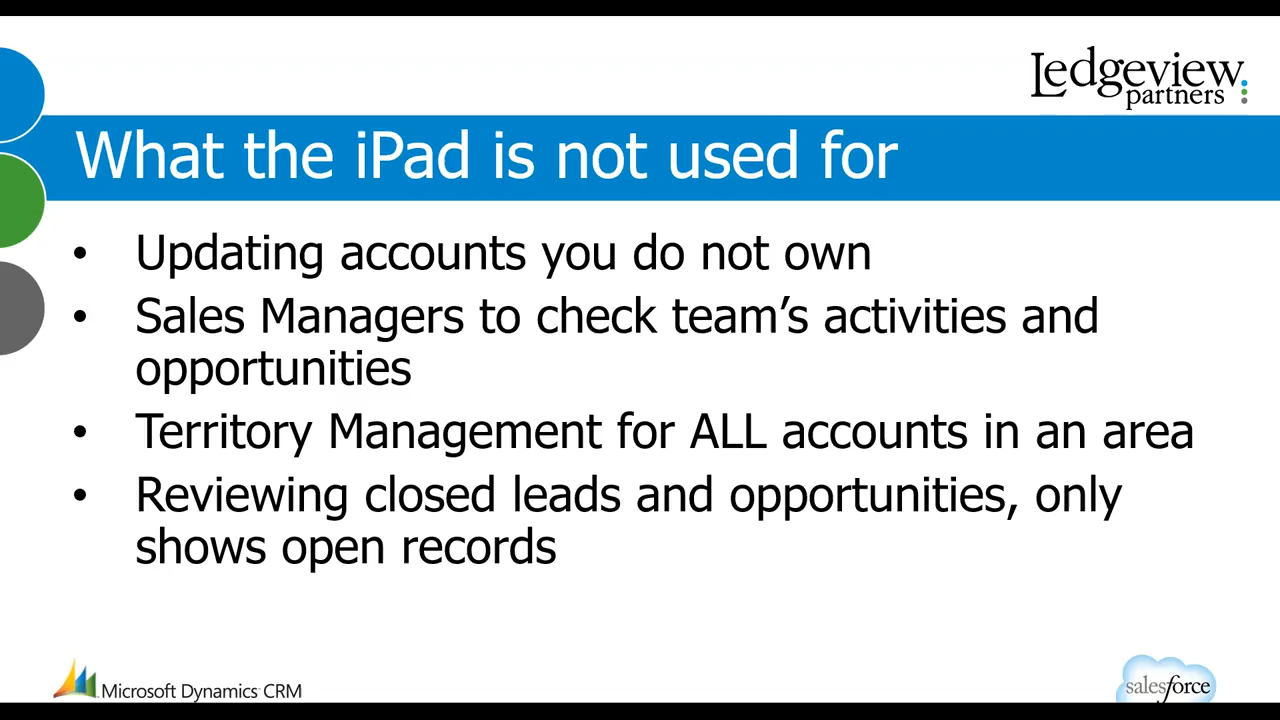 Ledgeview
partners
What the iPad is not used for
• Updating accounts you do not own
• Sales Managers to check team’s activities and
opportunities
• Territory Management for ALL accounts in an area
• Reviewing closed leads and opportunities, only
shows open records
Microsoft Dynamics CRM
salesforce